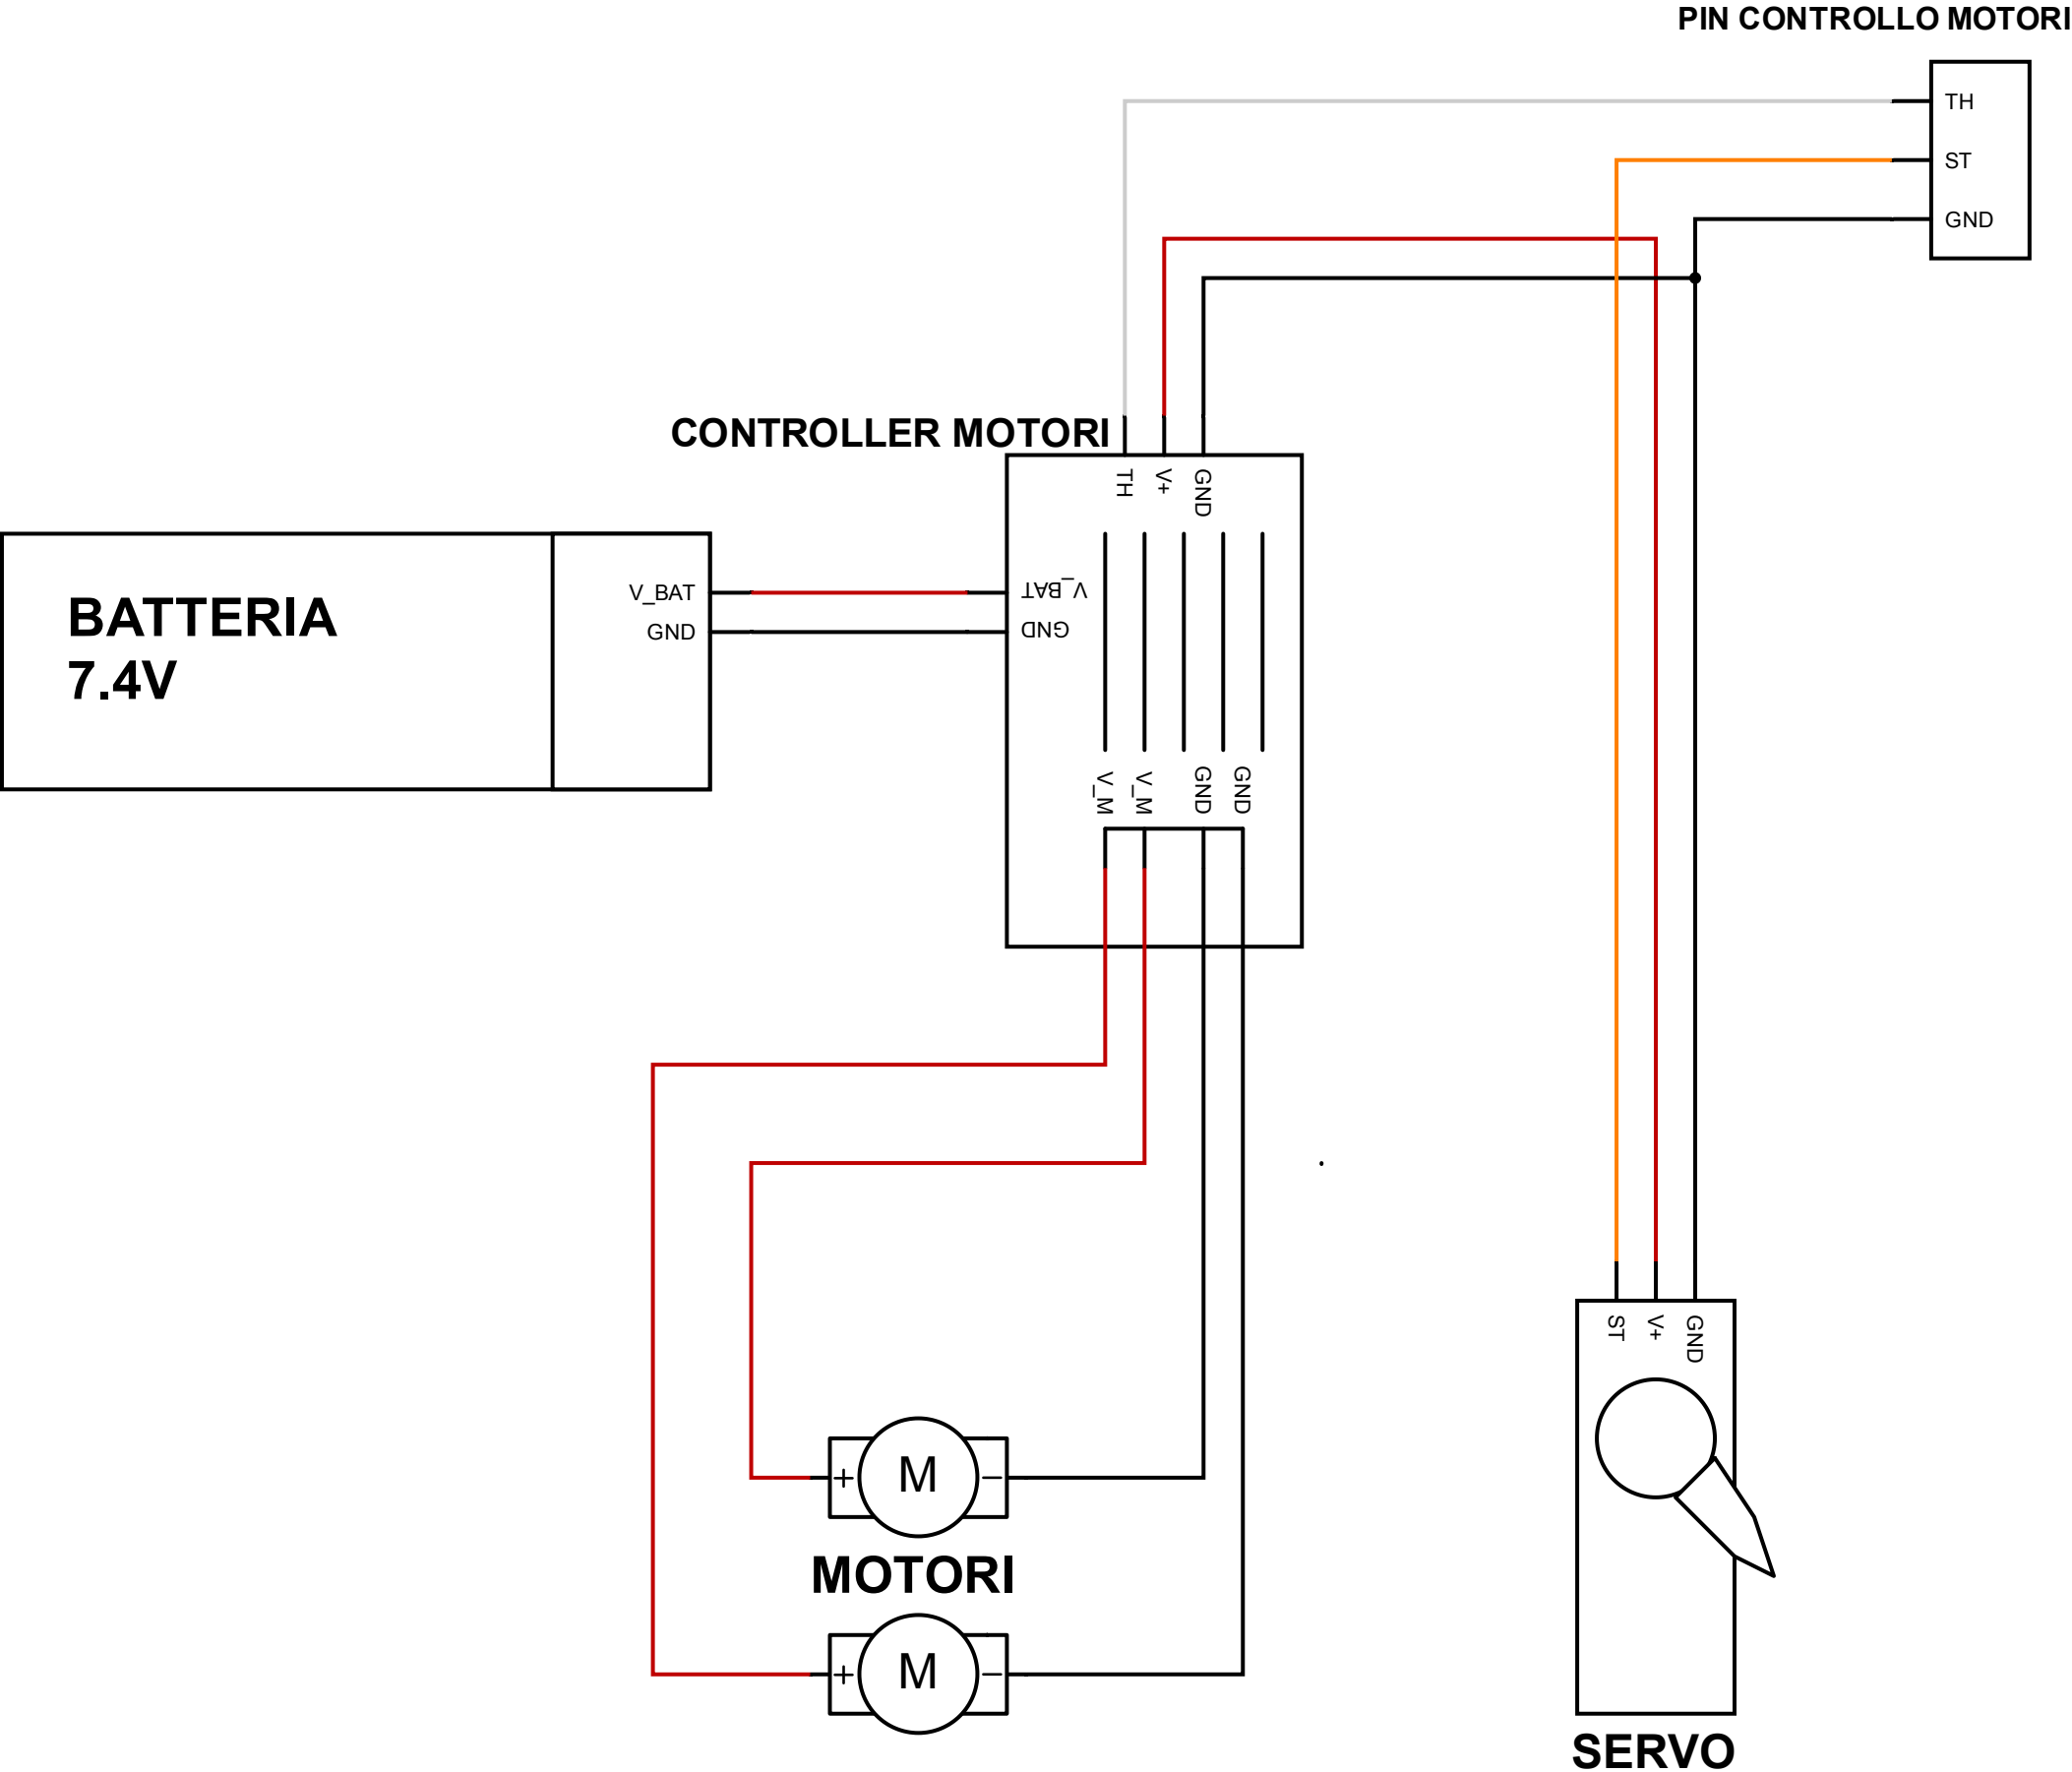 PIN CONTROLLO MOTORI
TH
ST
GND
CONTROLLER MOTORI
TH
V+
GND
V_BAT
GND
BATTERIA
7.4V
V_BAT
GND
V_M
V_M
GND
GND
ST
V+
GND
+
M
−
MOTORI
+
M
−
SERVO